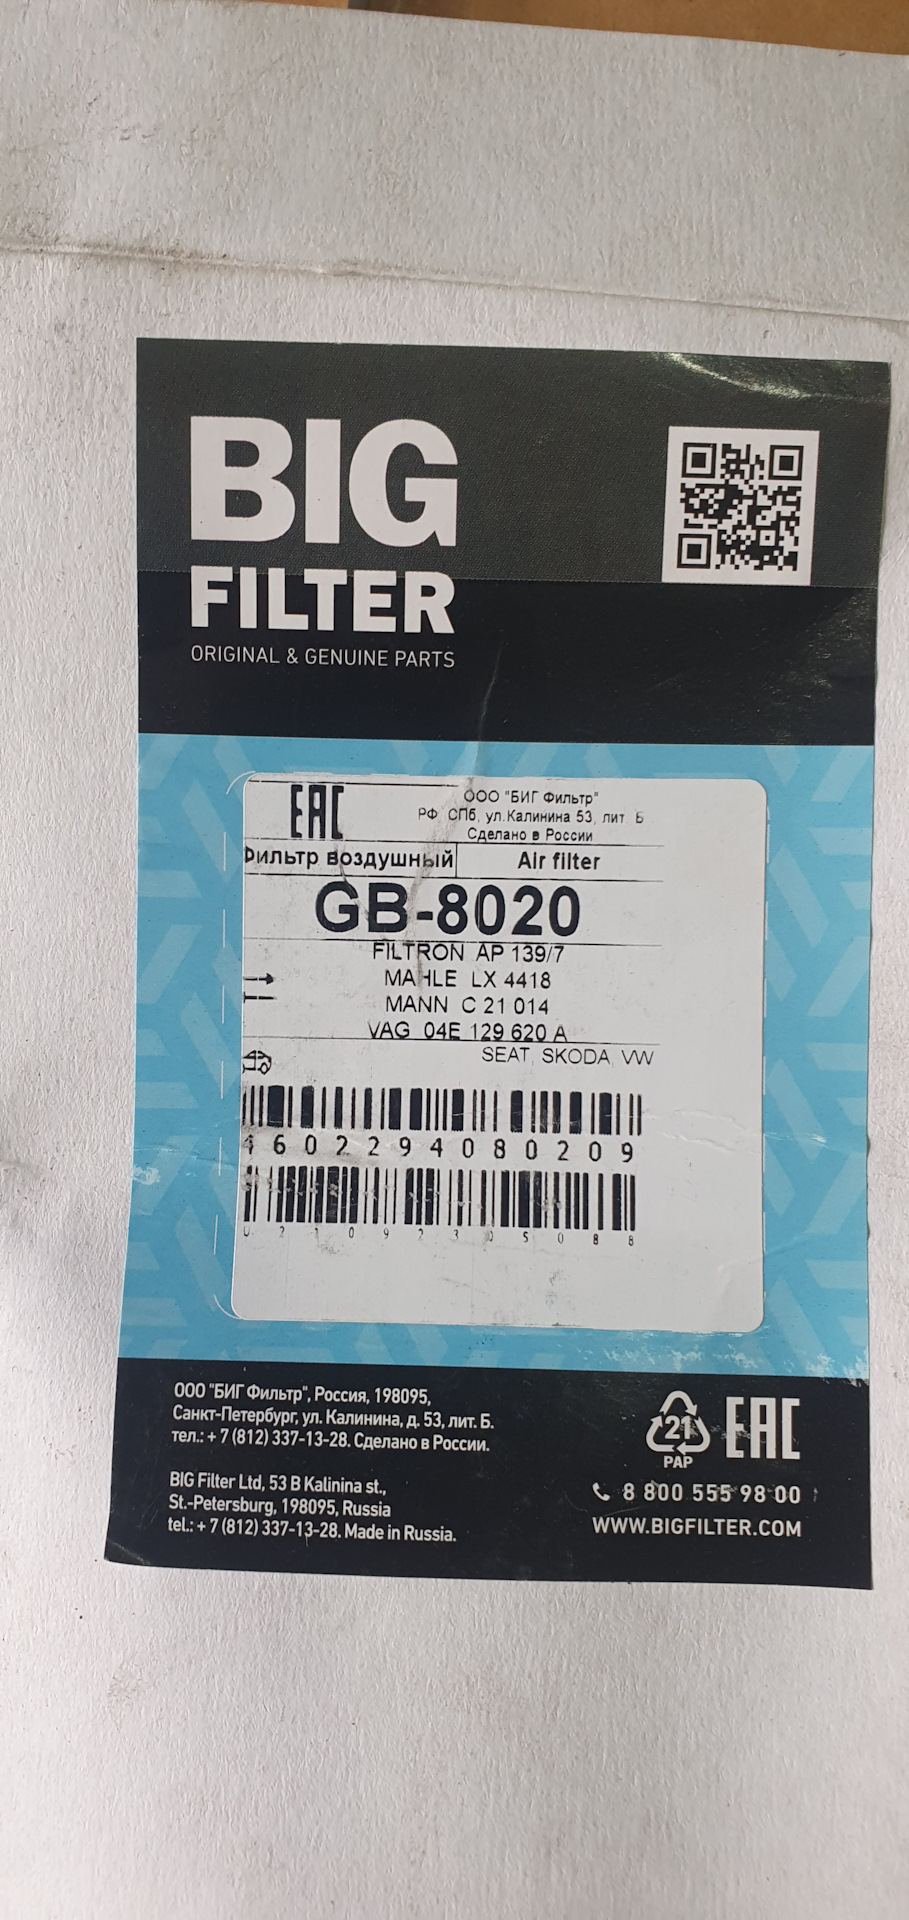 BIG
FILTER
ORIGINAL & GENUINE PARTS
EAC
ООО "БИГ Фильтр"
РФ, СПб, ул.Калинина 53, лит. Б
Сделано в России
Фильтр воздушный Air filter
GB-8020
FILTRON AP 139/7
MAHLE LX 4418
MANN C 21 014
VAG 04E 129 620 A
SEAT, SKODA, VW
4602294080209
ООО "БИГ Фильтр", Россия, 198095,
Санкт-Петербург, ул. Калинина, д. 53, лит. Б.
тел.: + 7 (812) 337-13-28. Сделано в России.
BIG Filter Ltd, 53 B Kalinina st.,
St.-Petersburg, 198095, Russia
tel.: + 7 (812) 337-13-28. Made in Russia.
21
PAP
EAC
8 800 555 98 00
WWW.BIGFILTER.COM